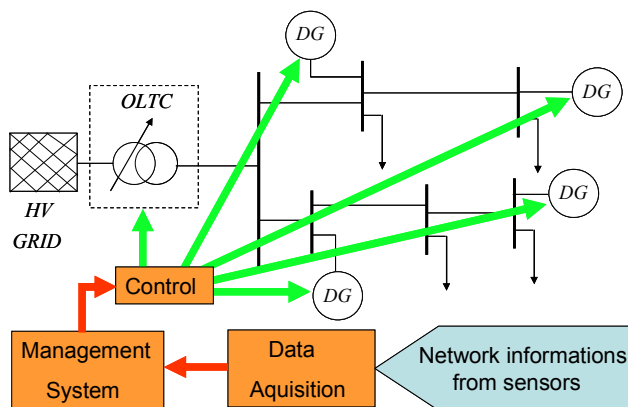 DG
OLTC
DG
DG
HV
GRID
Control
DG
Management
System
Data
Aquisition
Network informations
from sensors